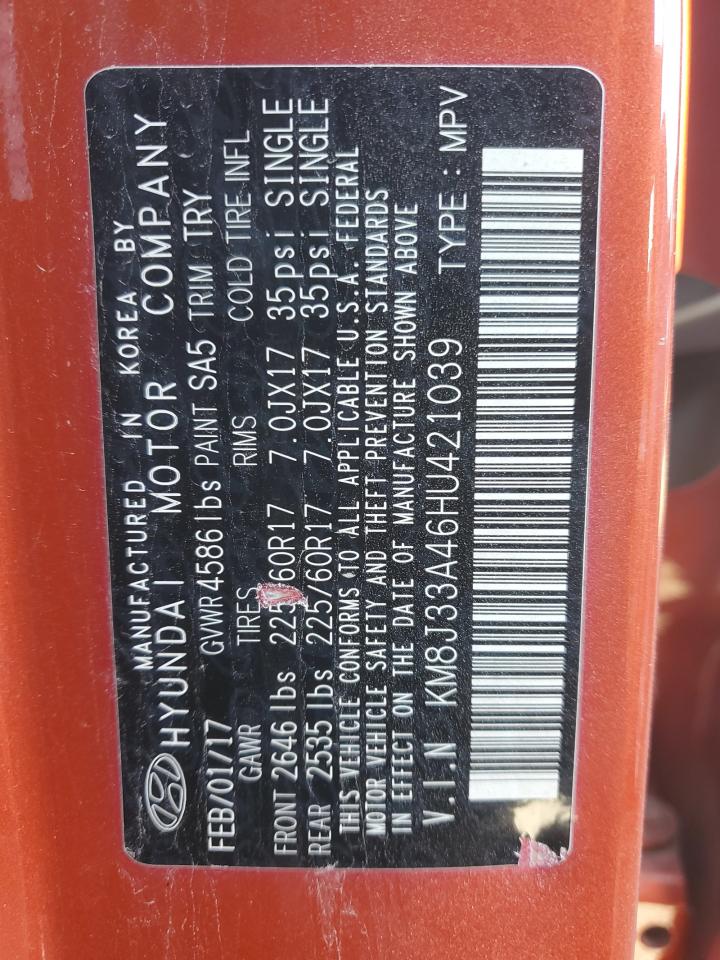 MANUFACTURED IN KOREA BY
HYUNDAI MOTOR COMPANY
FEB/01/17 GVWR 4586lbs PAINT SA5 TRIM TRY
GAWR TIRES RIMS COLD TIRE INFL
FRONT 2646lbs 225/60R17 7.0JX17 35psi SINGLE
REAR 2535lbs 225/60R17 7.0JX17 35psi SINGLE
THIS VEHICLE CONFORMS TO ALL APPLICABLE U.S.A. FEDERAL
MOTOR VEHICLE SAFETY AND THEFT PREVENTION STANDARDS
IN EFFECT ON THE DATE OF MANUFACTURE SHOWN ABOVE
V.I.N KM8J33A46HU421039 TYPE : MPV